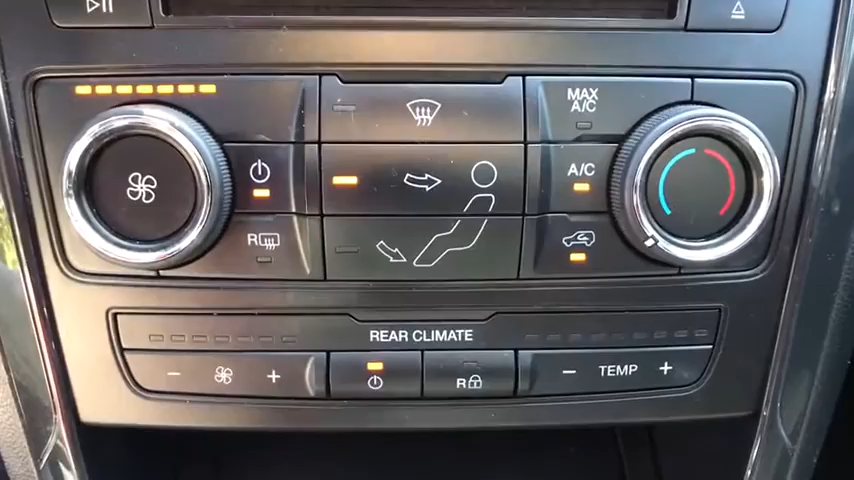 MAX
A/C
A/C
R
REAR CLIMATE
- + R - TEMP +